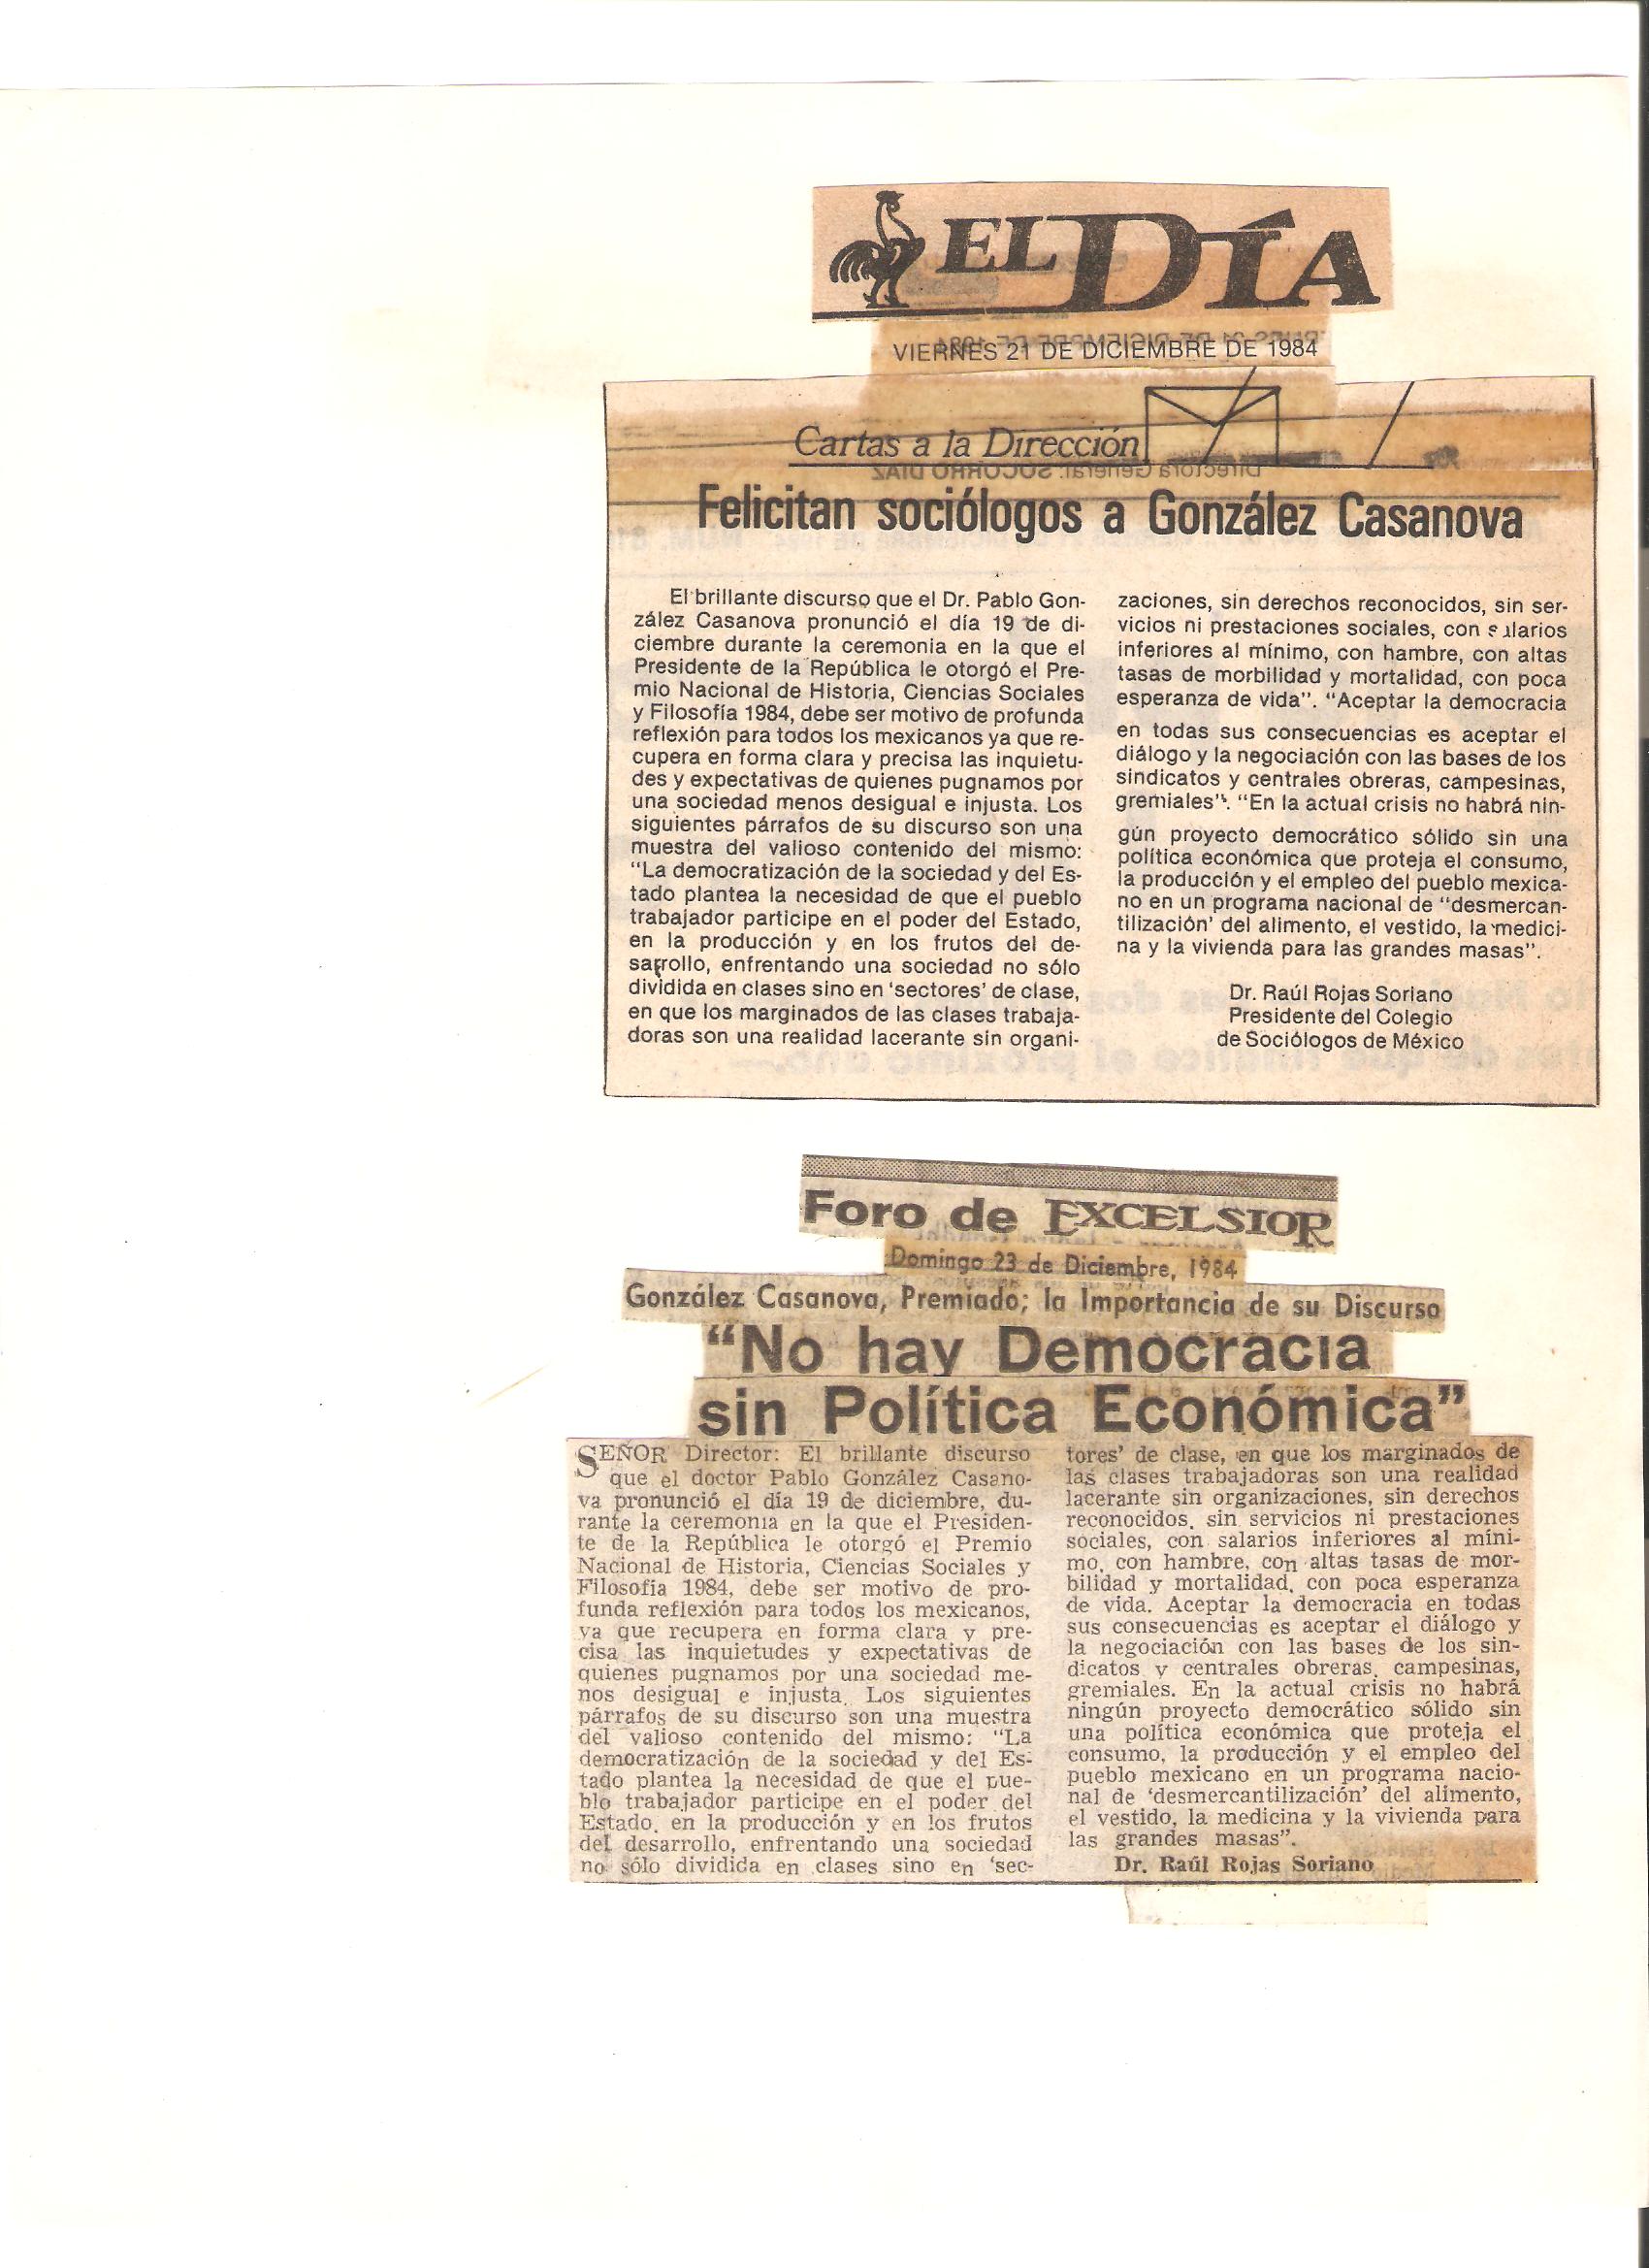 EL DÍA
VIERNES 21 DE DICIEMBRE DE 1984
Cartas a la Dirección
Felicitan sociólogos a González Casanova
El brillante discurso que el Dr. Pablo Gon-
zález Casanova pronunció el día 19 de di-
ciembre durante la ceremonia en la que el
Presidente de la República le otorgó el Pre-
mio Nacional de Historia, Ciencias Sociales
y Filosofía 1984, debe ser motivo de profunda
reflexión para todos los mexicanos ya que re-
cupera en forma clara y precisa las inquietu-
des y expectativas de quienes pugnamos por
una sociedad menos desigual e injusta. Los
siguientes párrafos de su discurso son una
muestra del valioso contenido del mismo:
“La democratización de la sociedad y del Es-
tado plantea la necesidad de que el pueblo
trabajador participe en el poder del Estado,
en la producción y en los frutos del de-
sarrollo, enfrentando una sociedad no sólo
dividida en clases sino en ‘sectores’ de clase,
en que los marginados de las clases trabaja-
doras son una realidad lacerante sin organi-
zaciones, sin derechos reconocidos, sin ser-
vicios ni prestaciones sociales, con salarios
inferiores al mínimo, con hambre, con altas
tasas de morbilidad y mortalidad, con poca
esperanza de vida”. “Aceptar la democracia
en todas sus consecuencias es aceptar el
diálogo y la negociación con las bases de los
sindicatos y centrales obreras, campesinas,
gremiales”. “En la actual crisis no habrá nin-
gún proyecto democrático sólido sin una
política económica que proteja el consumo,
la producción y el empleo del pueblo mexica-
no en un programa nacional de “desmercan-
tilización’ del alimento, el vestido, la medici-
na y la vivienda para las grandes masas”.
Dr. Raúl Rojas Soriano
Presidente del Colegio
de Sociólogos de México
Foro de EXCELSIOR
Domingo 23 de Diciembre, 1984
González Casanova, Premiado; la Importancia de su Discurso
“No hay Democracia
sin Política Económica”
SEÑOR Director: El brillante discurso
que el doctor Pablo González Casano-
va pronunció el día 19 de diciembre, du-
rante la ceremonia en la que el Presiden-
te de la República le otorgó el Premio
Nacional de Historia, Ciencias Sociales y
Filosofía 1984, debe ser motivo de pro-
funda reflexión para todos los mexicanos,
ya que recupera en forma clara y pre-
cisa las inquietudes y expectativas de
quienes pugnamos por una sociedad me-
nos desigual e injusta. Los siguientes
párrafos de su discurso son una muestra
del valioso contenido del mismo: “La
democratización de la sociedad y del Es-
tado plantea la necesidad de que el pue-
blo trabajador participe en el poder del
Estado, en la producción y en los frutos
del desarrollo, enfrentando una sociedad
no sólo dividida en clases sino en ‘sec-
tores’ de clase, en que los marginados de
las clases trabajadoras son una realidad
lacerante sin organizaciones, sin derechos
reconocidos, sin servicios ni prestaciones
sociales, con salarios inferiores al míni-
mo, con hambre, con altas tasas de mor-
bilidad y mortalidad, con poca esperanza
de vida. Aceptar la democracia en todas
sus consecuencias es aceptar el diálogo y
la negociación con las bases de los sin-
dicatos y centrales obreras, campesinas,
gremiales. En la actual crisis no habrá
ningún proyecto democrático sólido sin
una política económica que proteja el
consumo, la producción y el empleo del
pueblo mexicano en un programa nacio-
nal de ‘desmercantilización’ del alimento,
el vestido, la medicina y la vivienda para
las grandes masas”.
Dr. Raúl Rojas Soriano